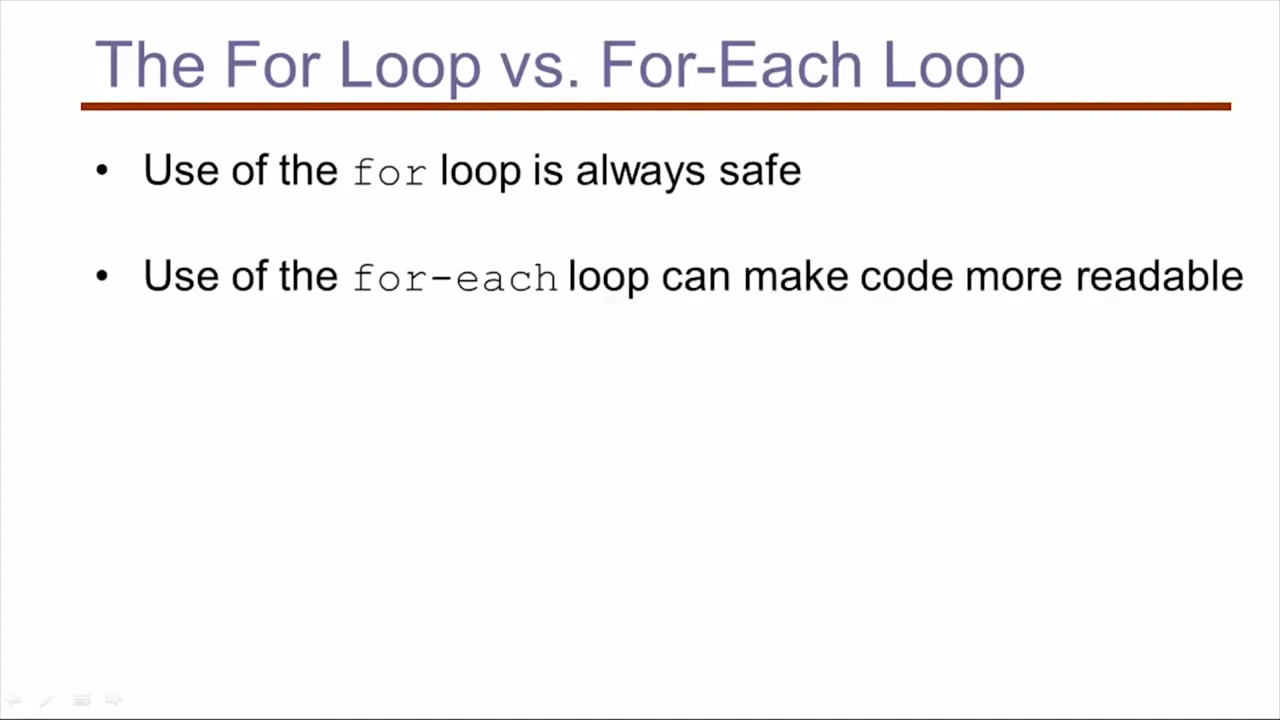 The For Loop vs. For-Each Loop
• Use of the for loop is always safe
• Use of the for-each loop can make code more readable